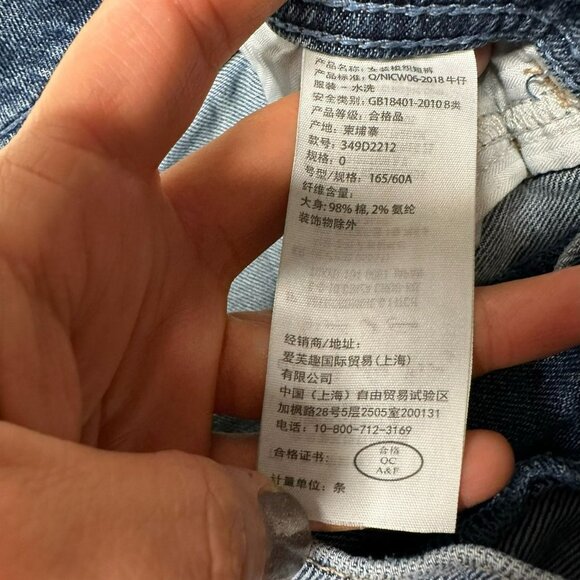 产品名称: 女装梭织短裤
产品标准: Q/NICW06-2018 牛仔
服装 - 水洗
安全类别: GB18401-2010 B类
产品等级: 合格品
产地: 柬埔寨
款号: 349D2212
规格: 0
号型/规格: 165/60A
纤维含量:
大身: 98% 棉, 2% 氨纶
装饰物除外
经销商/地址:
爱芙趣国际贸易(上海)
有限公司
中国(上海)自由贸易试验区
加枫路28号5层2505室200131
电话: 10-800-712-3169
合格证书:
合格
QC
A&F
计量单位: 条